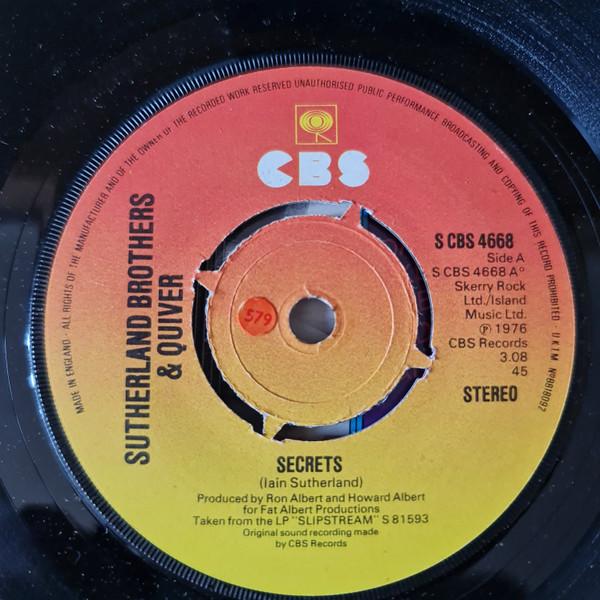 MADE IN ENGLAND · ALL RIGHTS OF THE MANUFACTURER AND OF THE OWNER OF THE RECORDED WORK RESERVED UNAUTHORISED PUBLIC PERFORMANCE BROADCASTING AND COPYING OF THIS RECORD PROHIBITED · U.K.T.M. Nº 8818092
CBS
SUTHERLAND BROTHERS
& QUIVER
579
S CBS 4668
Side A
S CBS 4668 Aº
Skerry Rock
Ltd./Island
Music Ltd.
℗ 1976
CBS Records
3.08
45
STEREO
SECRETS
(Iain Sutherland)
Produced by Ron Albert and Howard Albert
for Fat Albert Productions
Taken from the LP "SLIPSTREAM" S 81593
Original sound recording made
by CBS Records